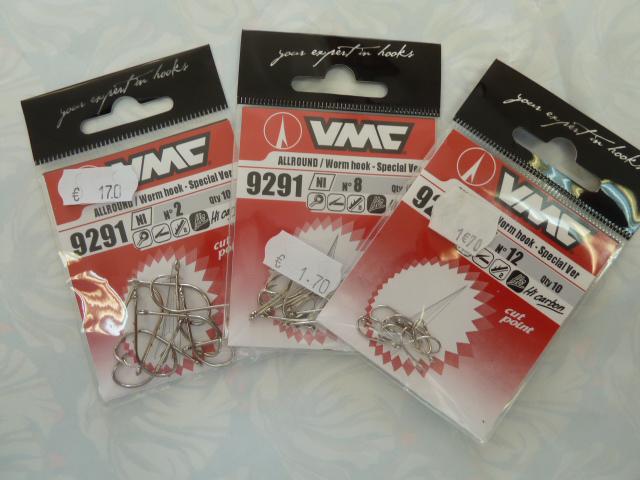 your expert in hooks
VMC
€ 1.70
ALLROUND / Worm hook - Special Ver
9291 NI N° 2 Qty 10
Hi carbon
cut point
your expert in hooks
VMC
ALLROUND / Worm hook - Special Ver
9291 NI N° 8 Qty
€ 1.70
your expert in hooks
VMC
Worm hook - Special Ver
1€70
N° 12 Qty 10
Hi carbon
cut point